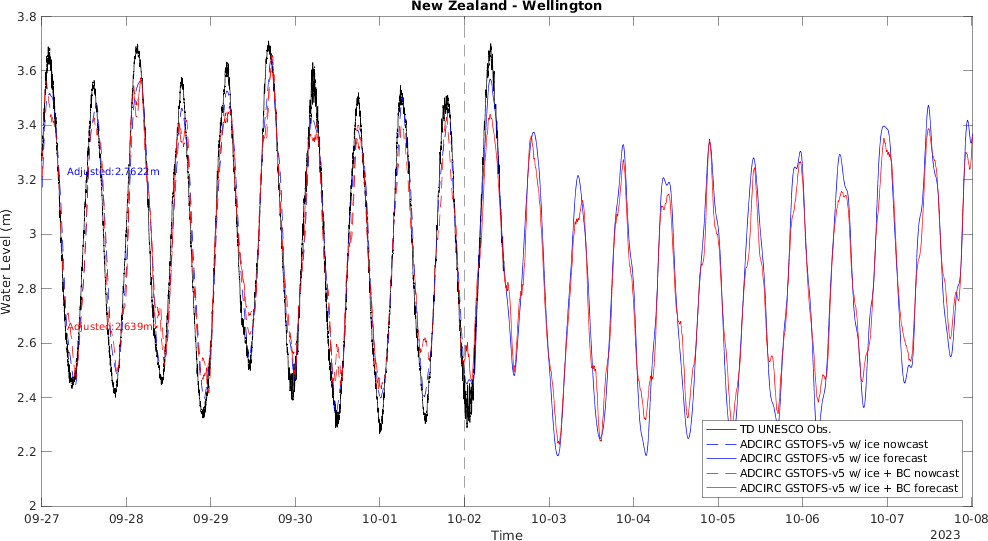 New Zealand - Wellington
3.8
3.6
3.4
3.2
3
2.8
2.6
2.4
2.2
2
Water Level (m)
Adjusted:2.7622m
Adjusted:2.639m
TD UNESCO Obs.
ADCIRC GSTOFS-v5 w/ ice nowcast
ADCIRC GSTOFS-v5 w/ ice forecast
ADCIRC GSTOFS-v5 w/ ice + BC nowcast
ADCIRC GSTOFS-v5 w/ ice + BC forecast
09-27 09-28 09-29 09-30 10-01 10-02 10-03 10-04 10-05 10-06 10-07 10-08
Time
2023